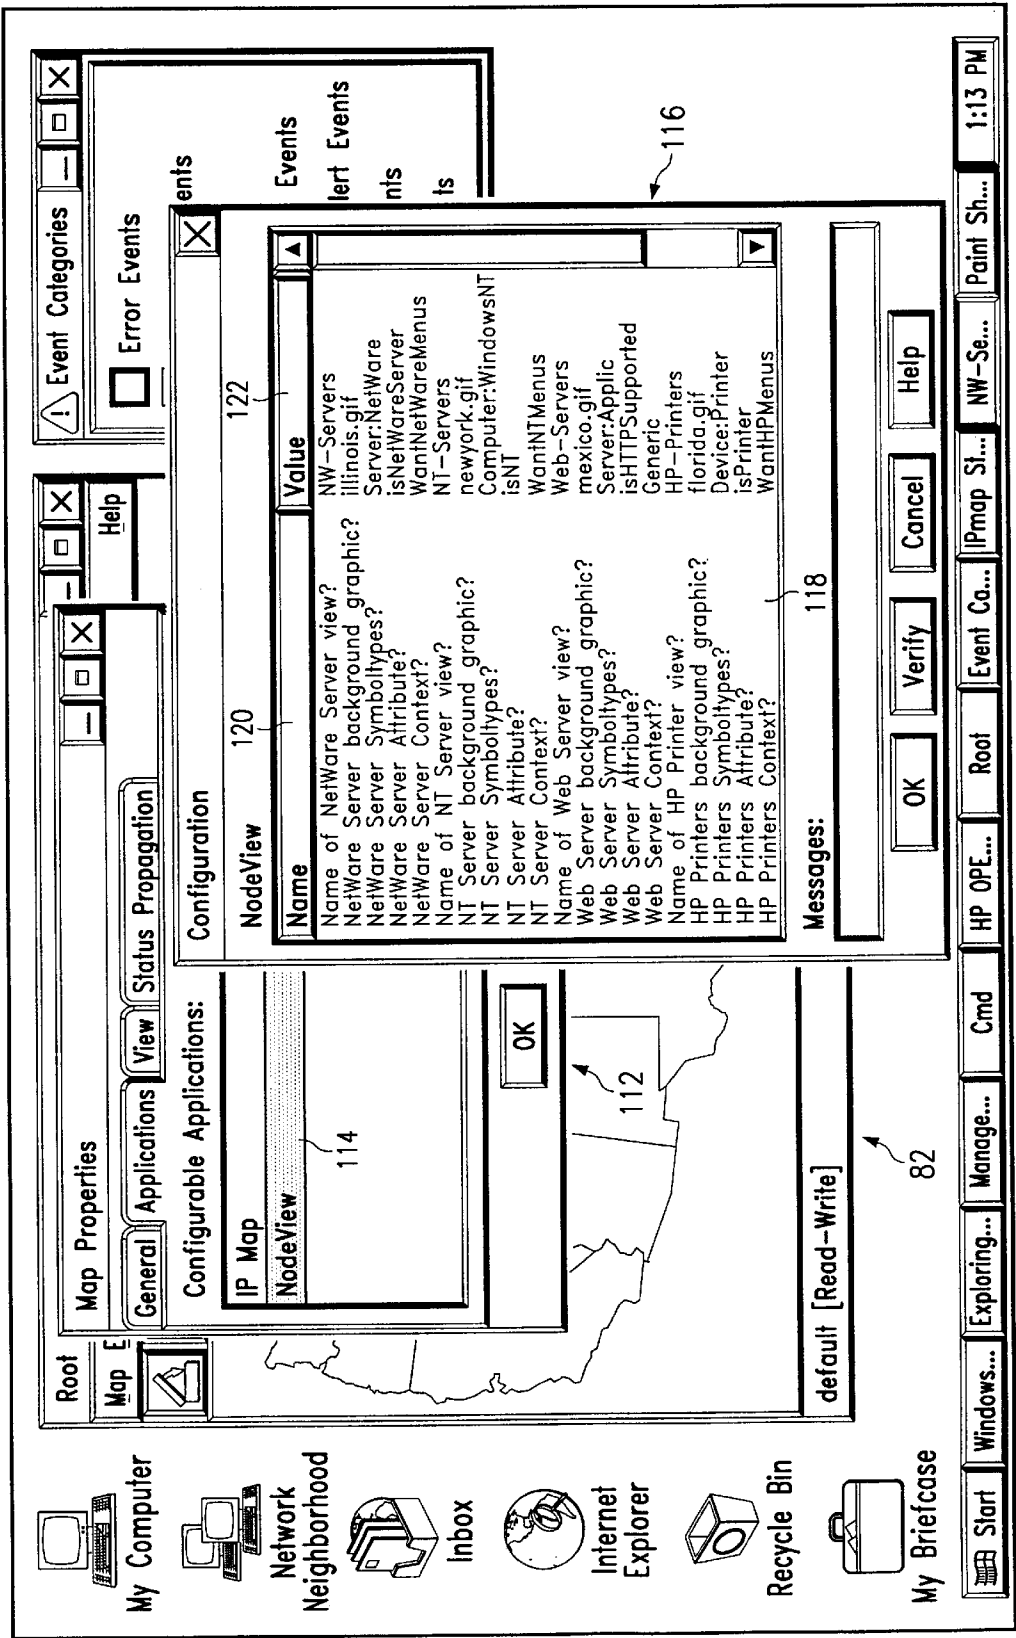 My Computer
Network
Neighborhood
Inbox
Internet
Explorer
Recycle Bin
My Briefcase
Root
Map E
Help
default [Read-Write]
82
Map Properties
General
Applications
View
Status Propagation
Configurable Applications:
IP Map
NodeView
114
OK
112
Event Categories
Error Events
ents
Events
lert Events
nts
ts
116
Configuration
NodeView
120
122
Name Value
Name of NetWare Server view? NW-Servers
NetWare Server background graphic? illinois.gif
NetWare Server Symboltypes? Server:NetWare
NetWare Server Attribute? isNetWareServer
NetWare Server Context? WantNetWareMenus
Name of NT Server view? NT-Servers
NT Server background graphic? newyork.gif
NT Server Symboltypes? Computer:WindowsNT
NT Server Attribute? isNT
NT Server Context? WantNTMenus
Name of Web Server view? Web-Servers
Web Server background graphic? mexico.gif
Web Server Symboltypes? Server:Applic
Web Server Attribute? isHTTPSupported
Web Server Context? Generic
Name of HP Printer view? HP-Printers
HP Printers background graphic? florida.gif
HP Printers Symboltypes? Device:Printer
HP Printers Attribute? isPrinter
HP Printers Context? WantHPMenus
118
Messages:
OK Verify Cancel Help
Start Windows... Exploring... Manage... Cmd HP OPE... Root Event Ca... IPmap St... NW-Se... Paint Sh... 1:13 PM